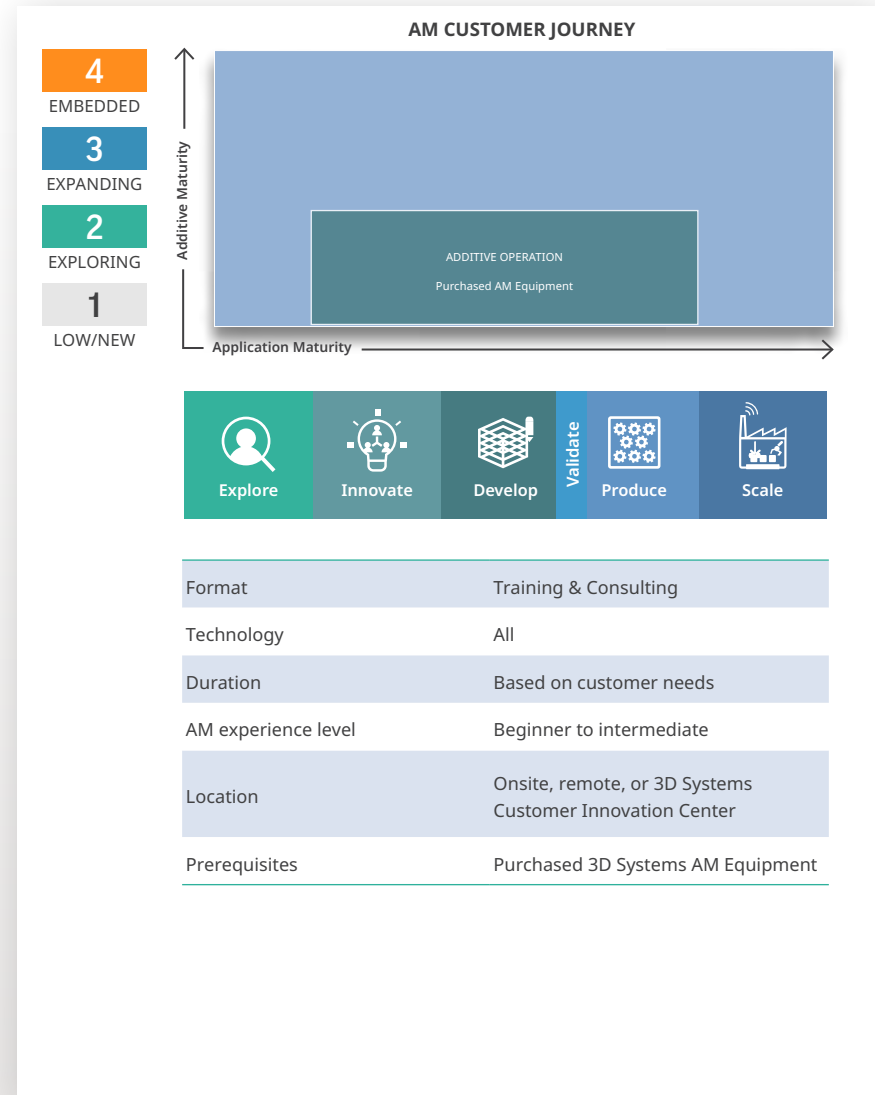 AM CUSTOMER JOURNEY
4
EMBEDDED
3
EXPANDING
2
EXPLORING
1
LOW/NEW
Additive Maturity
ADDITIVE OPERATION
Purchased AM Equipment
Application Maturity
Explore
Innovate
Develop
Validate
Produce
Scale
Format Training & Consulting
Technology All
Duration Based on customer needs
AM experience level Beginner to intermediate
Location Onsite, remote, or 3D Systems
Customer Innovation Center
Prerequisites Purchased 3D Systems AM Equipment